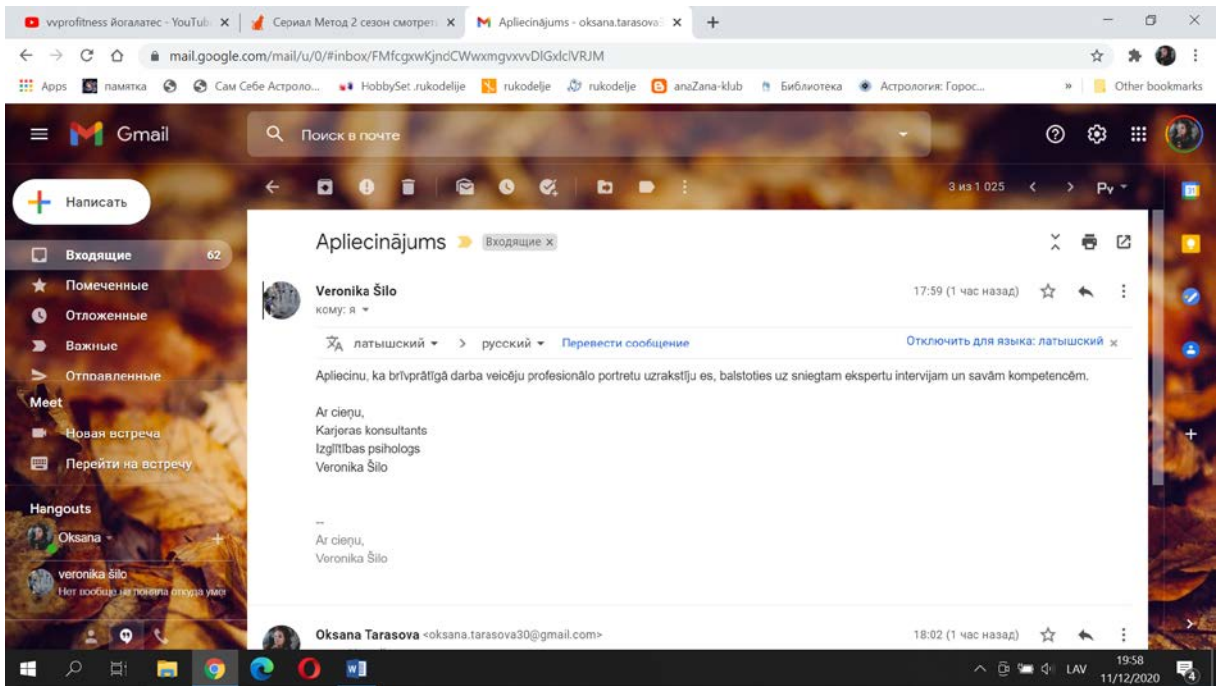 vvprofitness йогалатес - YouTub
Сериал Метод 2 сезон смотрет
Apliecinājums - oksana.tarasova
mail.google.com/mail/u/0/#inbox/FMfcgxwKjndCWwxmgvxvvDlGxlclVRJM
Apps
памятка
Сам Себе Астроло...
HobbySet.rukodelije
rukodelje
rukodelje
anaZana-klub
Библиотека
Астрология: Горос...
»
Other bookmarks
Gmail
Поиск в почте
Написать
3 из 1 025
Входящие 62
Помеченные
Отложенные
Важные
Отправленные
Meet
Новая встреча
Перейти на встречу
Hangouts
Oksana
veronika šilo
Нет вообще не поняла откуда
Apliecinājums
Входящие x
Veronika Šilo
17:59 (1 час назад)
кому: я
латышский > русский Перевести сообщение
Отключить для языка: латышский x
Apliecinu, ka brīvprātīgā darba veicēju profesionālo portretu uzrakstīju es, balstoties uz sniegtam ekspertu intervijam un savām kompetencēm.
Ar cieņu,
Karjeras konsultants
Izglītības psihologs
Veronika Šilo
--
Ar cieņu,
Veronika Šilo
Oksana Tarasova <oksana.tarasova30@gmail.com>
18:02 (1 час назад)
LAV
19:58
11/12/2020